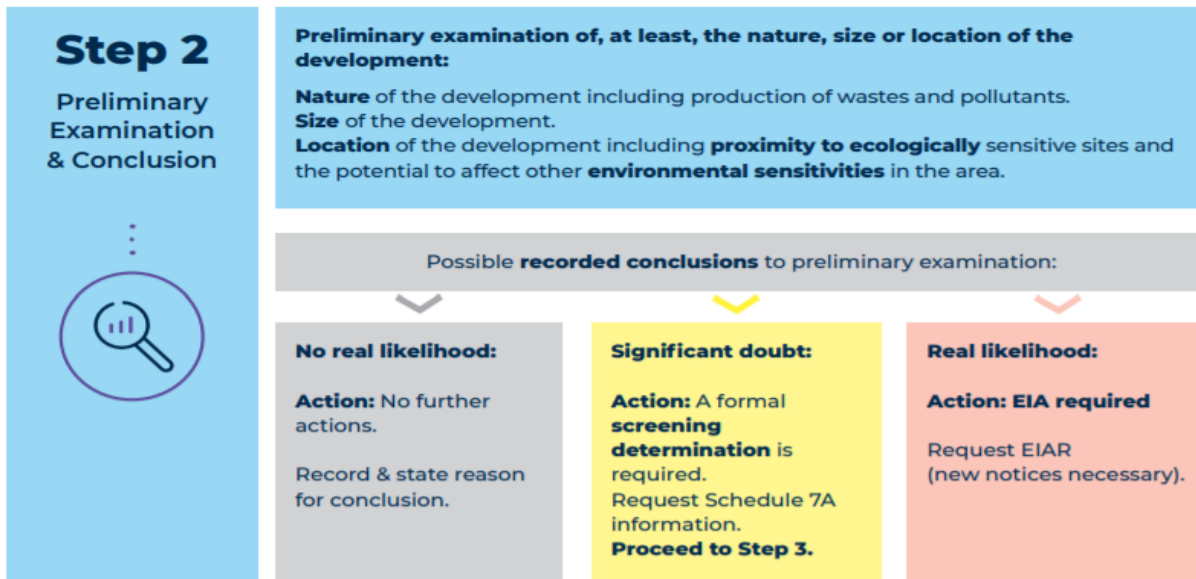 Step 2
Preliminary
Examination
& Conclusion
Preliminary examination of, at least, the nature, size or location of the
development:
Nature of the development including production of wastes and pollutants.
Size of the development.
Location of the development including proximity to ecologically sensitive sites and
the potential to affect other environmental sensitivities in the area.
Possible recorded conclusions to preliminary examination:
No real likelihood:
Action: No further
actions.
Record & state reason
for conclusion.
Significant doubt:
Action: A formal
screening
determination is
required.
Request Schedule 7A
information.
Proceed to Step 3.
Real likelihood:
Action: EIA required
Request EIAR
(new notices necessary).